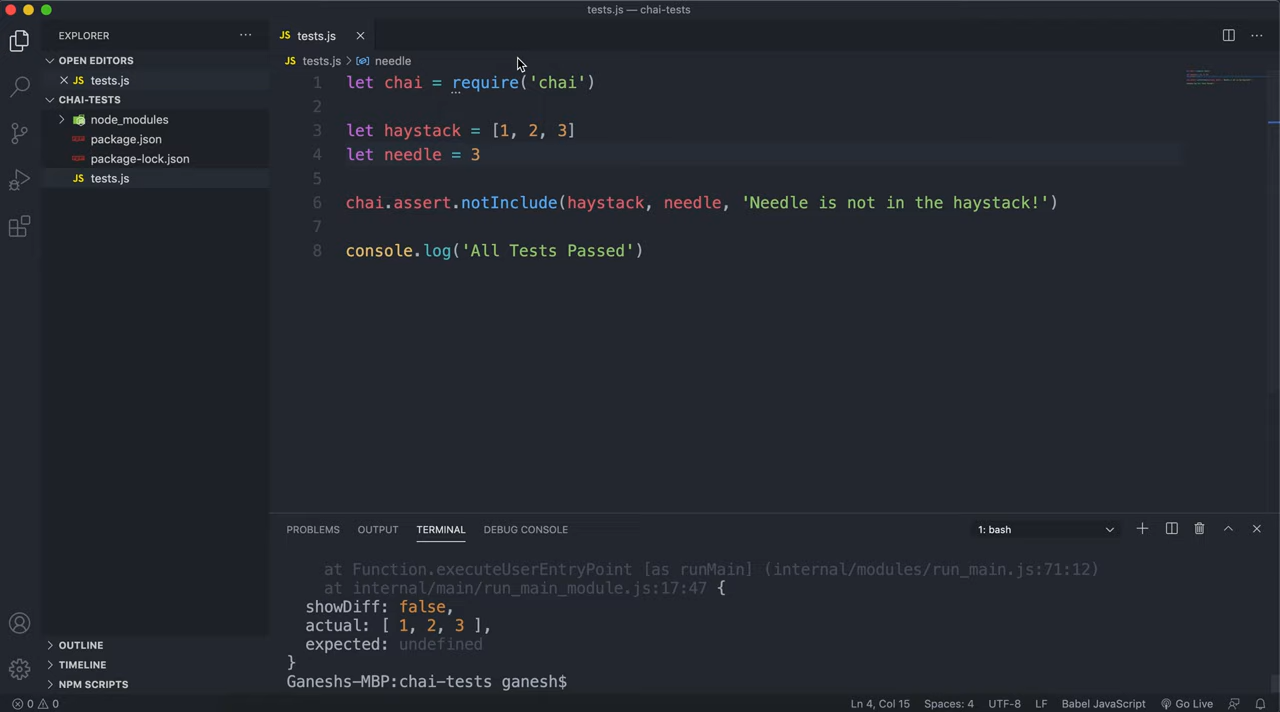 tests.js — chai-tests
EXPLORER
OPEN EDITORS
JS tests.js
CHAI-TESTS
node_modules
package.json
package-lock.json
JS tests.js
OUTLINE
TIMELINE
NPM SCRIPTS
JS tests.js
JS tests.js > needle
1 let chai = require('chai')
2
3 let haystack = [1, 2, 3]
4 let needle = 3
5
6 chai.assert.notInclude(haystack, needle, 'Needle is not in the haystack!')
7
8 console.log('All Tests Passed')
PROBLEMS OUTPUT TERMINAL DEBUG CONSOLE 1: bash
at Function.executeUserEntryPoint [as runMain] (internal/modules/run_main.js:71:12)
at internal/main/run_main_module.js:17:47 {
showDiff: false,
actual: [ 1, 2, 3 ],
expected: undefined
}
Ganeshs-MBP:chai-tests ganesh$
0 0 Ln 4, Col 15 Spaces: 4 UTF-8 LF Babel JavaScript Go Live